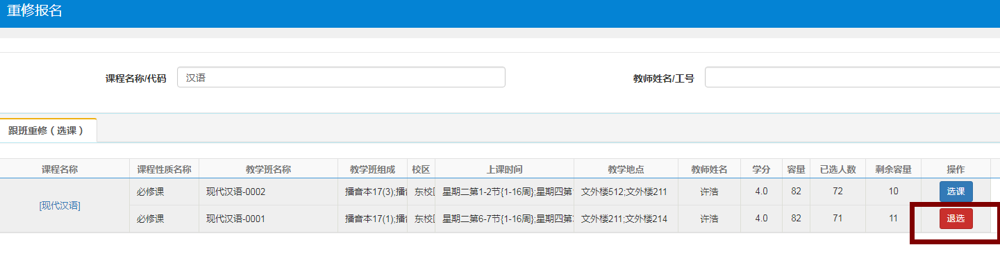 重修报名
课程名称/代码 汉语 教师姓名/工号
跟班重修（选课）
课程名称 课程性质名称 教学班名称 教学班组成 校区 上课时间 教学地点 教师姓名 学分 容量 已选人数 剩余容量 操作
[现代汉语]
必修课 现代汉语-0002 播音本17(3);播 东校 星期二第1-2节{1-16周};星期四第 文外楼512;文外楼211 许浩 4.0 82 72 10 选课
必修课 现代汉语-0001 播音本17(1);播 东校 星期二第6-7节{1-16周};星期四第 文外楼211;文外楼214 许浩 4.0 82 71 11 退选